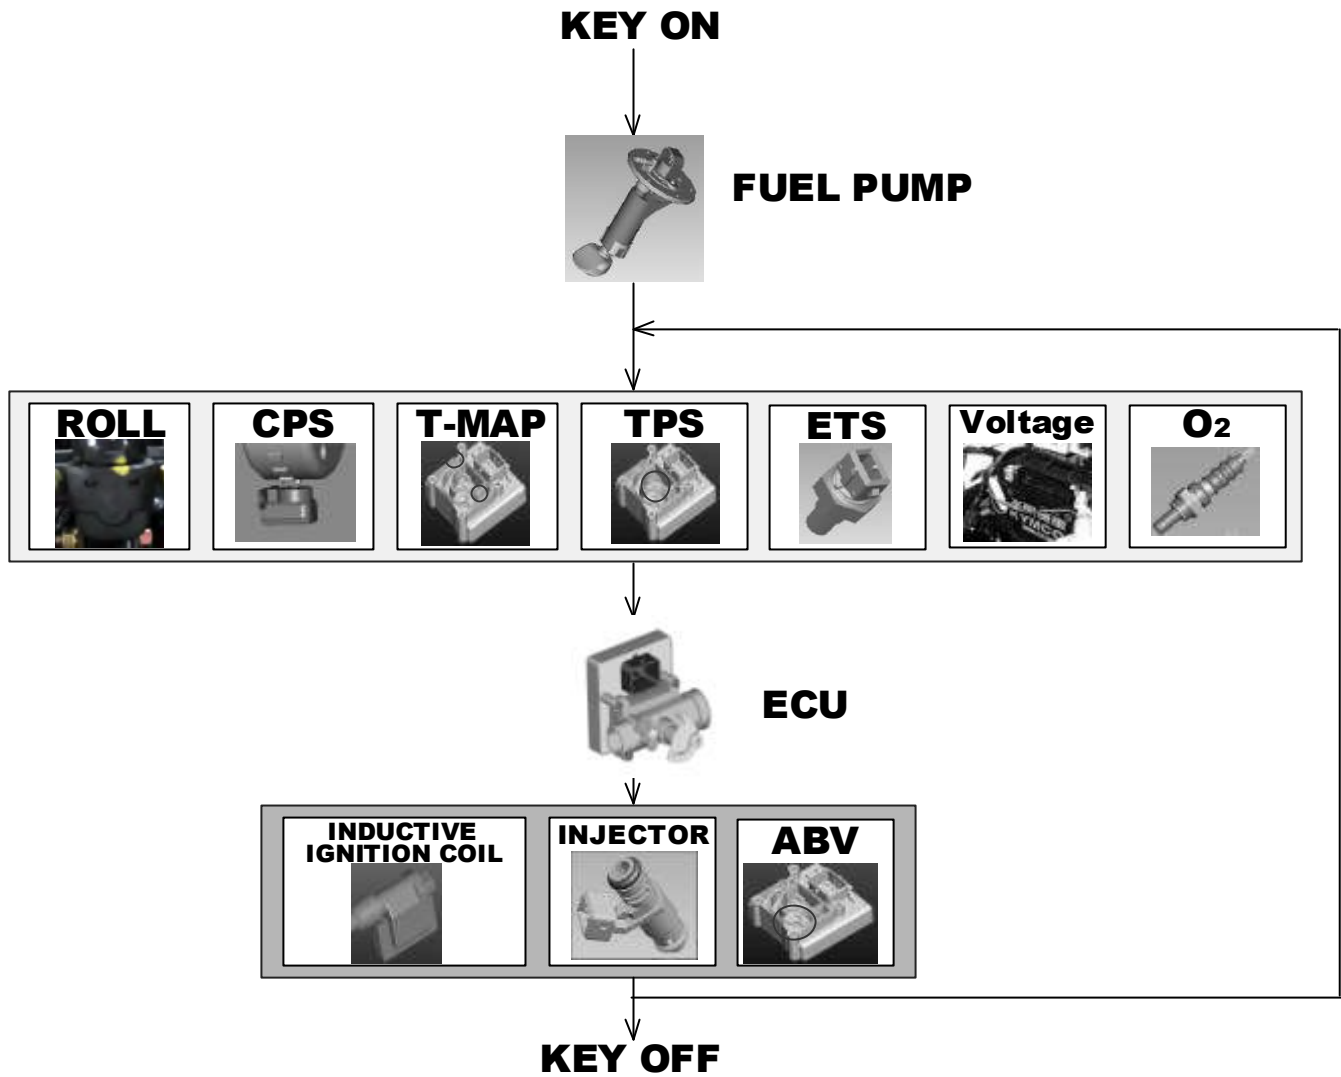 KEY ON
FUEL PUMP
ROLL
CPS
T-MAP
TPS
ETS
Voltage
O2
ECU
INDUCTIVE
IGNITION COIL
INJECTOR
ABV
KEY OFF